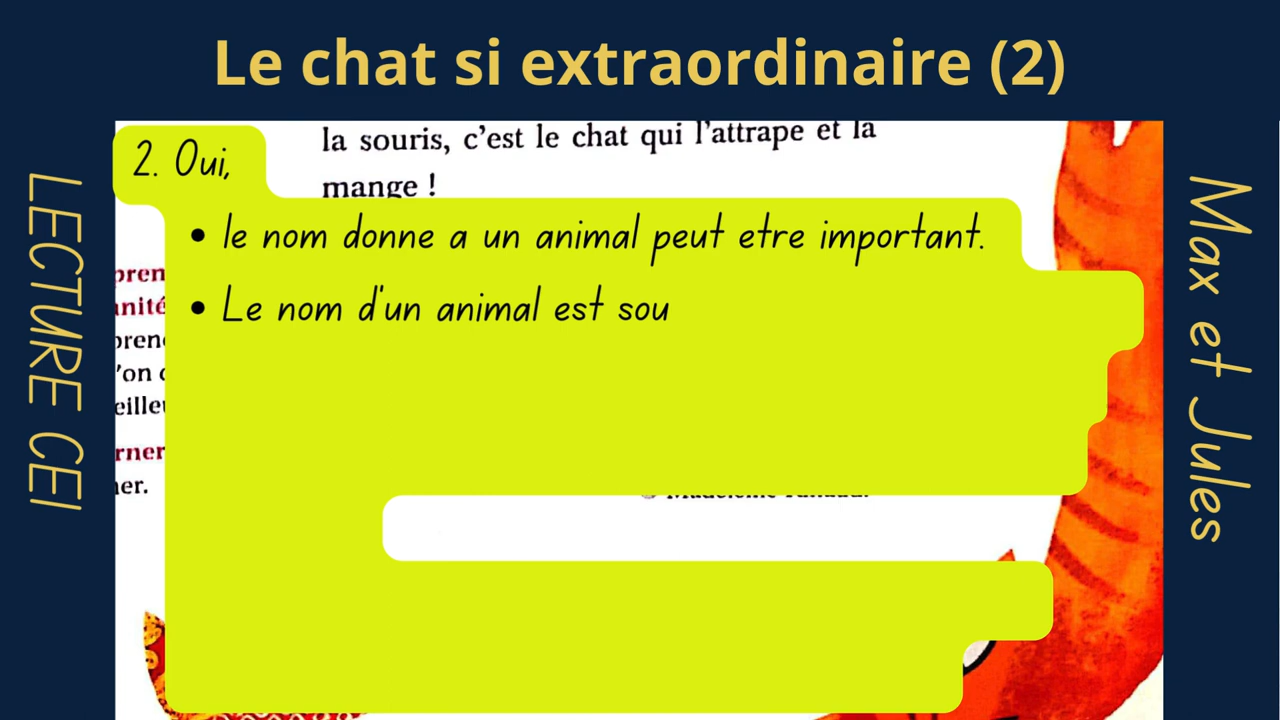 Le chat si extraordinaire (2)
la souris, c'est le chat qui l'attrape et la
mange !
2. Oui,
• le nom donne a un animal peut etre important.
• Le nom d'un animal est sou
LECTURE CE1
Max et Jules